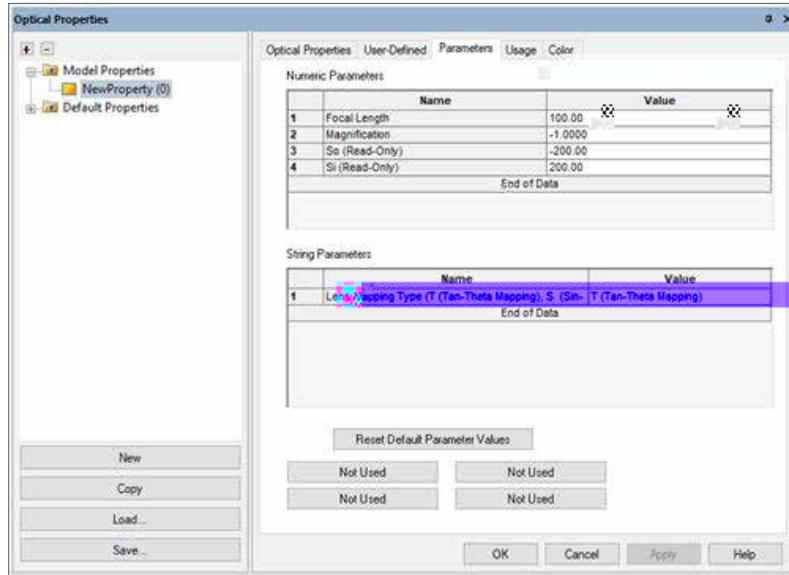 Optical Properties
Model Properties
NewProperty (0)
Default Properties
New
Copy
Load...
Save...
Optical Properties User-Defined Parameters Usage Color
Numeric Parameters
Name Value
1 Focal Length 100.00
2 Magnification -1.0000
3 So (Read-Only) -200.00
4 Si (Read-Only) 200.00
End of Data
String Parameters
Name Value
1 Lens Mapping Type (T (Tan-Theta Mapping), S (Sin- T (Tan-Theta Mapping)
End of Data
Reset Default Parameter Values
Not Used Not Used
Not Used Not Used
OK Cancel Apply Help